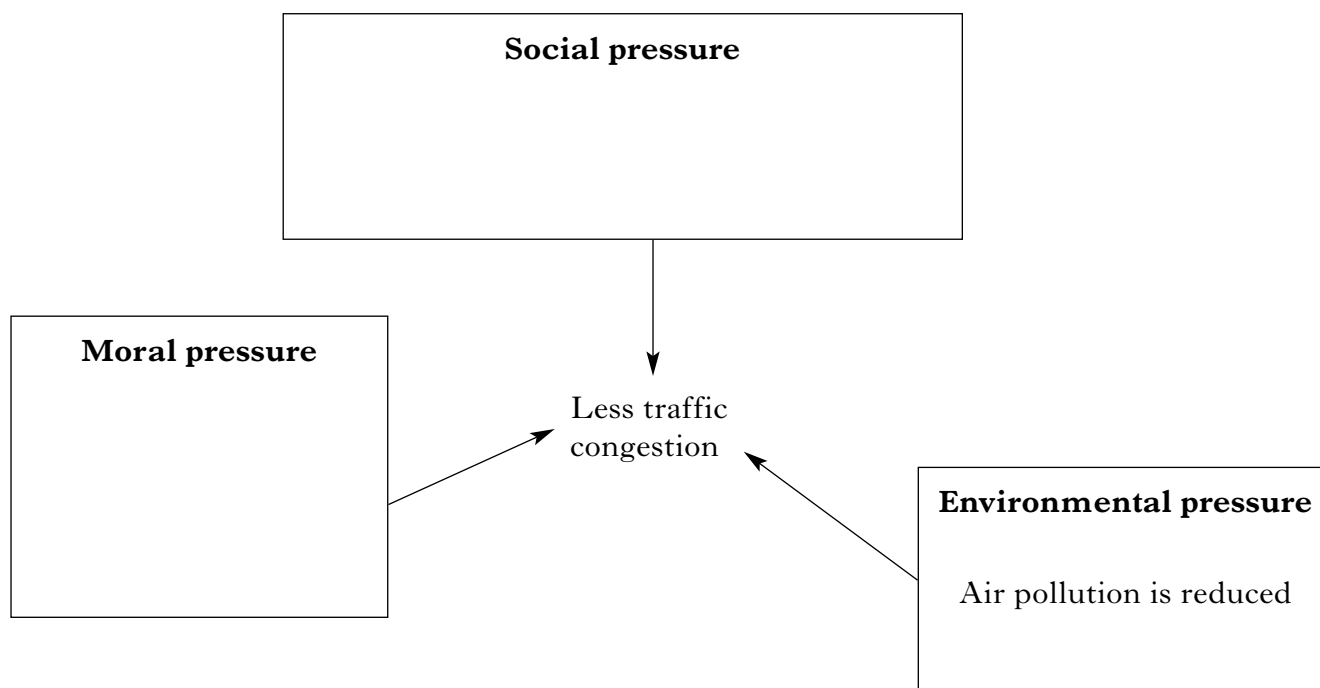 Social pressure
Moral pressure
Less traffic
congestion
Environmental pressure
Air pollution is reduced